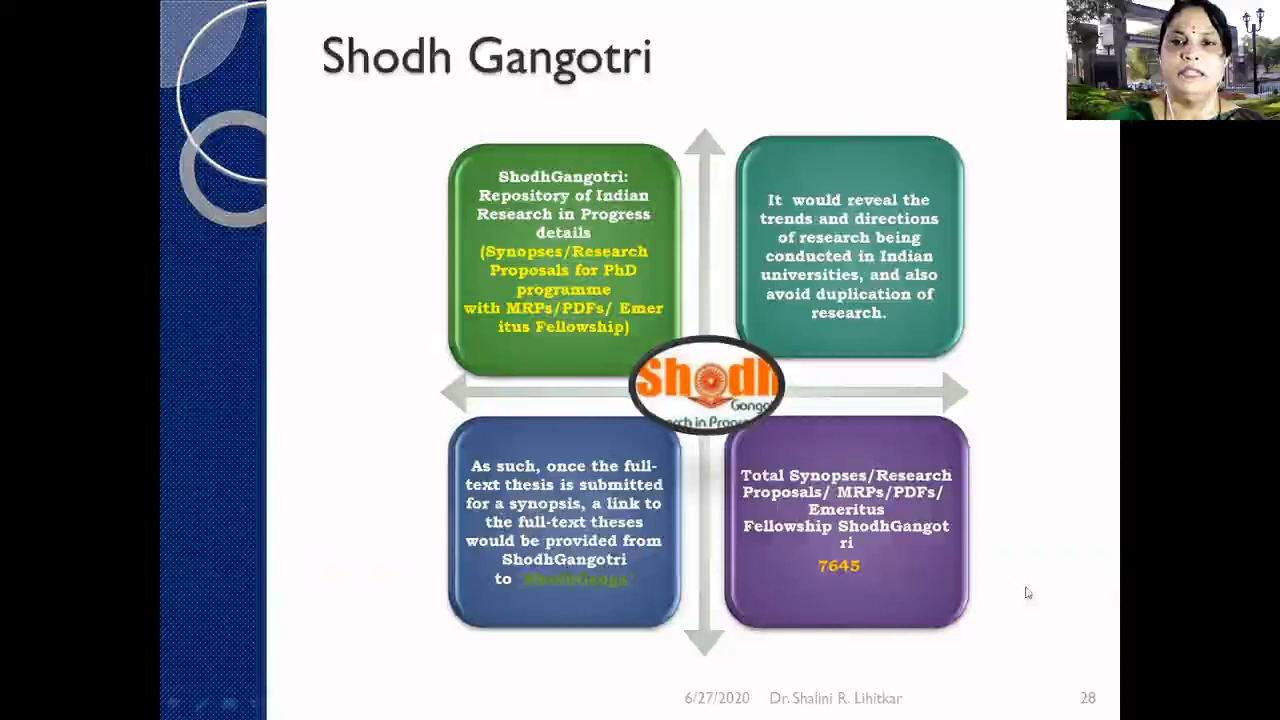 Shodh Gangotri
ShodhGangotri:
Repository of Indian
Research in Progress
details
(Synopses/Research
Proposals for PhD
programme
with MRPs/PDFs/ Emer
itus Fellowship)
It would reveal the
trends and directions
of research being
conducted in Indian
universities, and also
avoid duplication of
research.
Shodh
As such, once the full-
text thesis is submitted
for a synopsis, a link to
the full-text theses
would be provided from
ShodhGangotri
to "ShodhGanga"
Total Synopses/Research
Proposals/ MRPs/PDFs/
Emeritus
Fellowship ShodhGangot
ri
7645
6/27/2020 Dr. Shalini R. Lihitkar 28